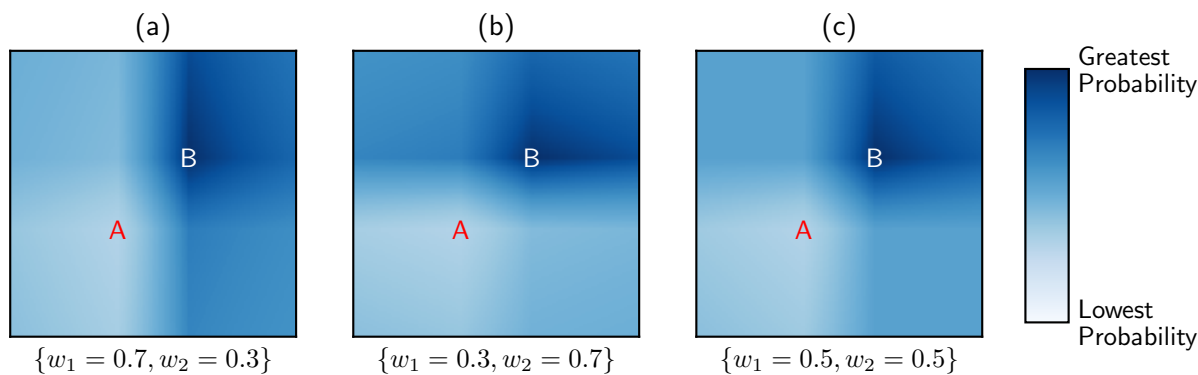 (a)
(b)
(c)
Greatest
Probability
B
B
B
A
A
A
Lowest
Probability
{w₁ = 0.7, w₂ = 0.3}
{w₁ = 0.3, w₂ = 0.7}
{w₁ = 0.5, w₂ = 0.5}